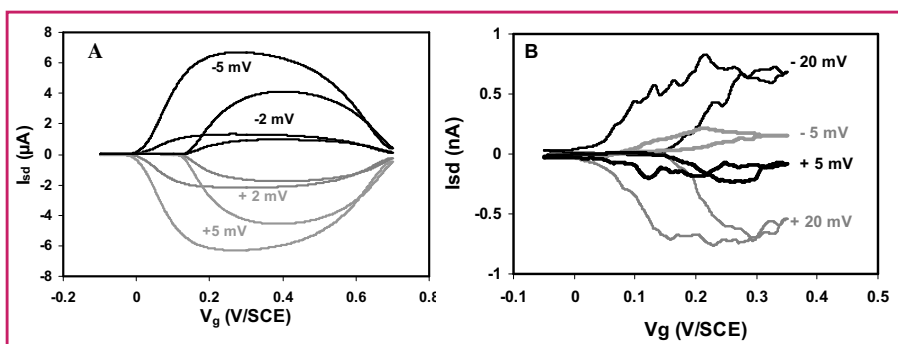 A
8
6
4
2
0
-2
-4
-6
-8
-0.2
0
0.2
0.4
0.6
0.8
Isd (µA)
Vg (V/SCE)
-5 mV
-2 mV
+ 2 mV
+5 mV
B
1
0.5
0
-0.5
-1
-0.1
0
0.1
0.2
0.3
0.4
0.5
Isd (nA)
Vg (V/SCE)
- 20 mV
- 5 mV
+ 5 mV
+ 20 mV